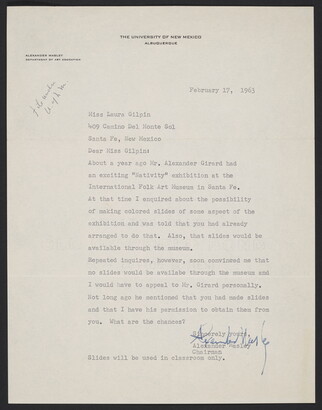 THE UNIVERSITY OF NEW MEXICO
ALBUQUERQUE
ALEXANDER MASLEY
DEPARTMENT OF ART EDUCATION
February 17, 1963
Miss Laura Gilpin
409 Camino Del Monte Sol
Santa Fe, New Mexico
Dear Miss Gilpin:
About a year ago Mr. Alexander Girard had
an exciting "Nativity" exhibition at the
International Folk Art Museum in Santa Fe.
At that time I enquired about the possibility
of making colored slides of some aspect of the
exhibition and was told that you had already
arranged to do that. Also, that slides would be
available through the museum.
Repeated inquires, however, soon convinced me that
no slides would be availabe through the museum and
I would have to appeal to Mr. Girard personally.
Not long ago he mentioned that you had made slides
and that I have his permission to obtain them from
you. What are the chances?
Sincerely yours,
Alexander Masley
Alexander Masley
Chairman
Slides will be used in classroom only.